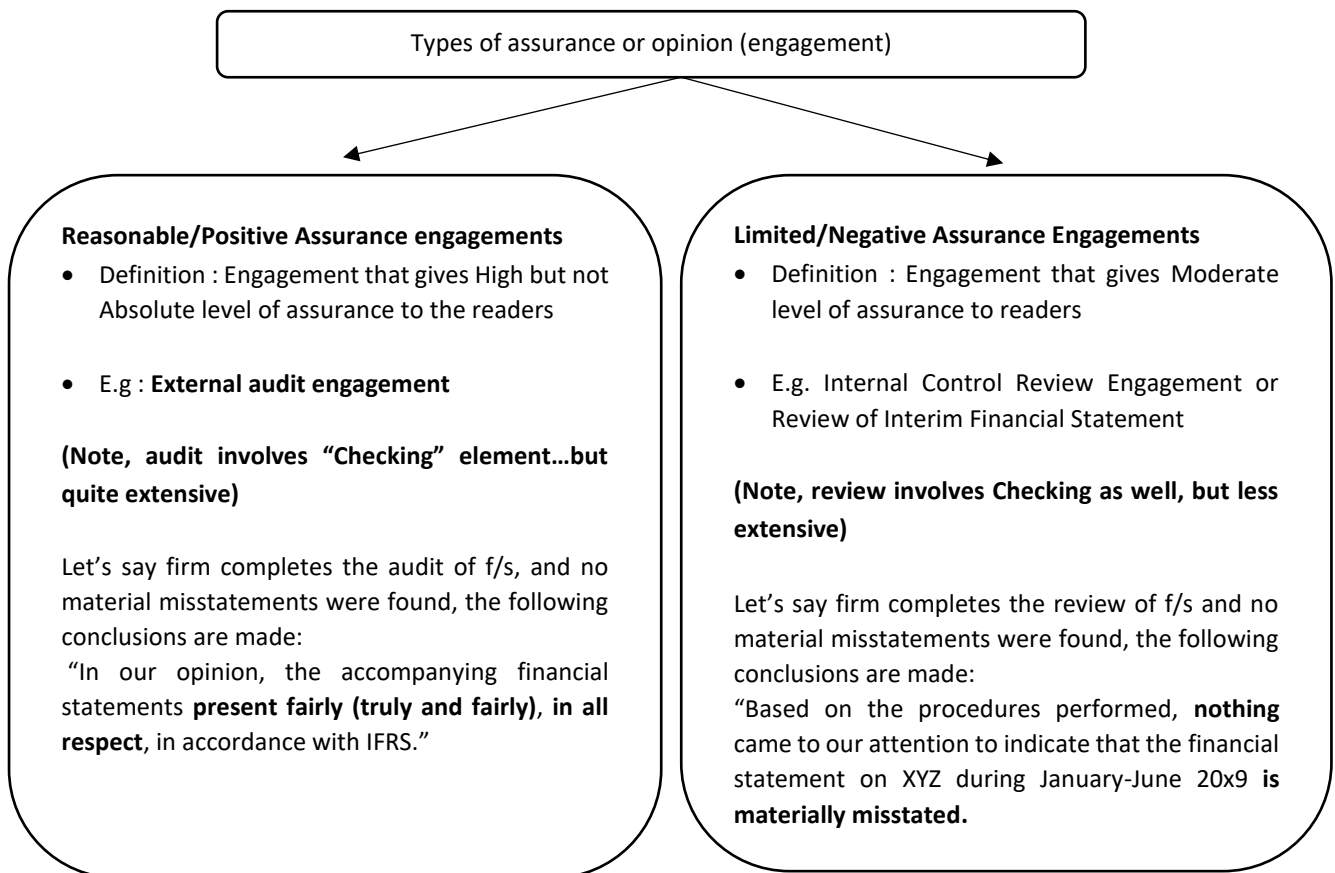 Types of assurance or opinion (engagement)
Reasonable/Positive Assurance engagements
• Definition : Engagement that gives High but not
Absolute level of assurance to the readers
• E.g : External audit engagement
(Note, audit involves “Checking” element...but
quite extensive)
Let’s say firm completes the audit of f/s, and no
material misstatements were found, the following
conclusions are made:
“In our opinion, the accompanying financial
statements present fairly (truly and fairly), in all
respect, in accordance with IFRS.”
Limited/Negative Assurance Engagements
• Definition : Engagement that gives Moderate
level of assurance to readers
• E.g. Internal Control Review Engagement or
Review of Interim Financial Statement
(Note, review involves Checking as well, but less
extensive)
Let’s say firm completes the review of f/s and no
material misstatements were found, the following
conclusions are made:
“Based on the procedures performed, nothing
came to our attention to indicate that the financial
statement on XYZ during January-June 20x9 is
materially misstated.